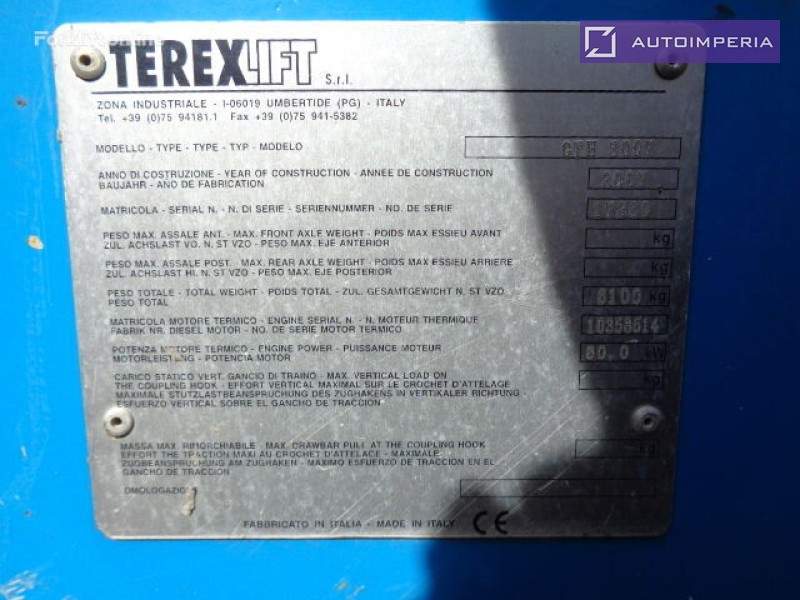 AUTOIMPERIA
TEREXLIFT S.r.l.
ZONA INDUSTRIALE - I-06019 UMBERTIDE (PG) - ITALY
Tel. +39 (0)75 94181.1 Fax +39 (0)75 941-5382
MODELLO - TYPE - TYPE - TYP - MODELO
ANNO DI COSTRUZIONE - YEAR OF CONSTRUCTION - ANNEE DE CONSTRUCTION
BAUJAHR - ANO DE FABRICATION
MATRICOLA - SERIAL N. - N. DI SERIE - SERIENNUMMER - NO. DE SERIE
PESO MAX. ASSALE ANT. - MAX. FRONT AXLE WEIGHT - POIDS MAX ESSIEU AVANT
ZUL. ACHSLAST VO. N. ST VZO - PESO MAX. EJE ANTERIOR kg
PESO MAX. ASSALE POST. - MAX. REAR AXLE WEIGHT - POIDS MAX ESSIEU ARRIERE
ZUL. ACHSLAST HI. N. ST VZO - PESO MAX. EJE POSTERIOR kg
PESO TOTALE - TOTAL WEIGHT - POIDS TOTAL - ZUL. GESAMTGEWICHT N. ST VZO
PESO TOTAL 8100 kg
MATRICOLA MOTORE TERMICO - ENGINE SERIAL N. - N. MOTEUR THERMIQUE
FABRIK NR. DIESEL MOTOR - NO. DE SERIE MOTOR TERMICO 10358514
POTENZA MOTORE TERMICO - ENGINE POWER - PUISSANCE MOTEUR
MOTORLEISTUNG - POTENCIA MOTOR kW
CARICO STATICO VERT. GANCIO DI TRAINO - MAX. VERTICAL LOAD ON
THE COUPLING HOOK - EFFORT VERTICAL MAXIMAL SUR LE CROCHET D'ATTELAGE kg
MAXIMALE STUTZLASTBEANSPRUCHUNG DES ZUGHAKENS IN VERTIKALER RICHTUNG -
ESFUERZO VERTICAL SOBRE EL GANCHO DE TRACCION
MASSA MAX. RIMORCHIABILE - MAX. CRAWBAR PULL AT THE COUPLING HOOK
EFFORT THE TRACTION MAXI AU CROCHET D'ATTELAGE - MAXIMALE kg
ZUGBEANSPRUCHUNG AM ZUGHAKEN - MAXIMO ESFUERZO DE TRACCION EN EL
GANCHO DE TRACCION
OMOLOGAZIONE
FABBRICATO IN ITALIA - MADE IN ITALY CE